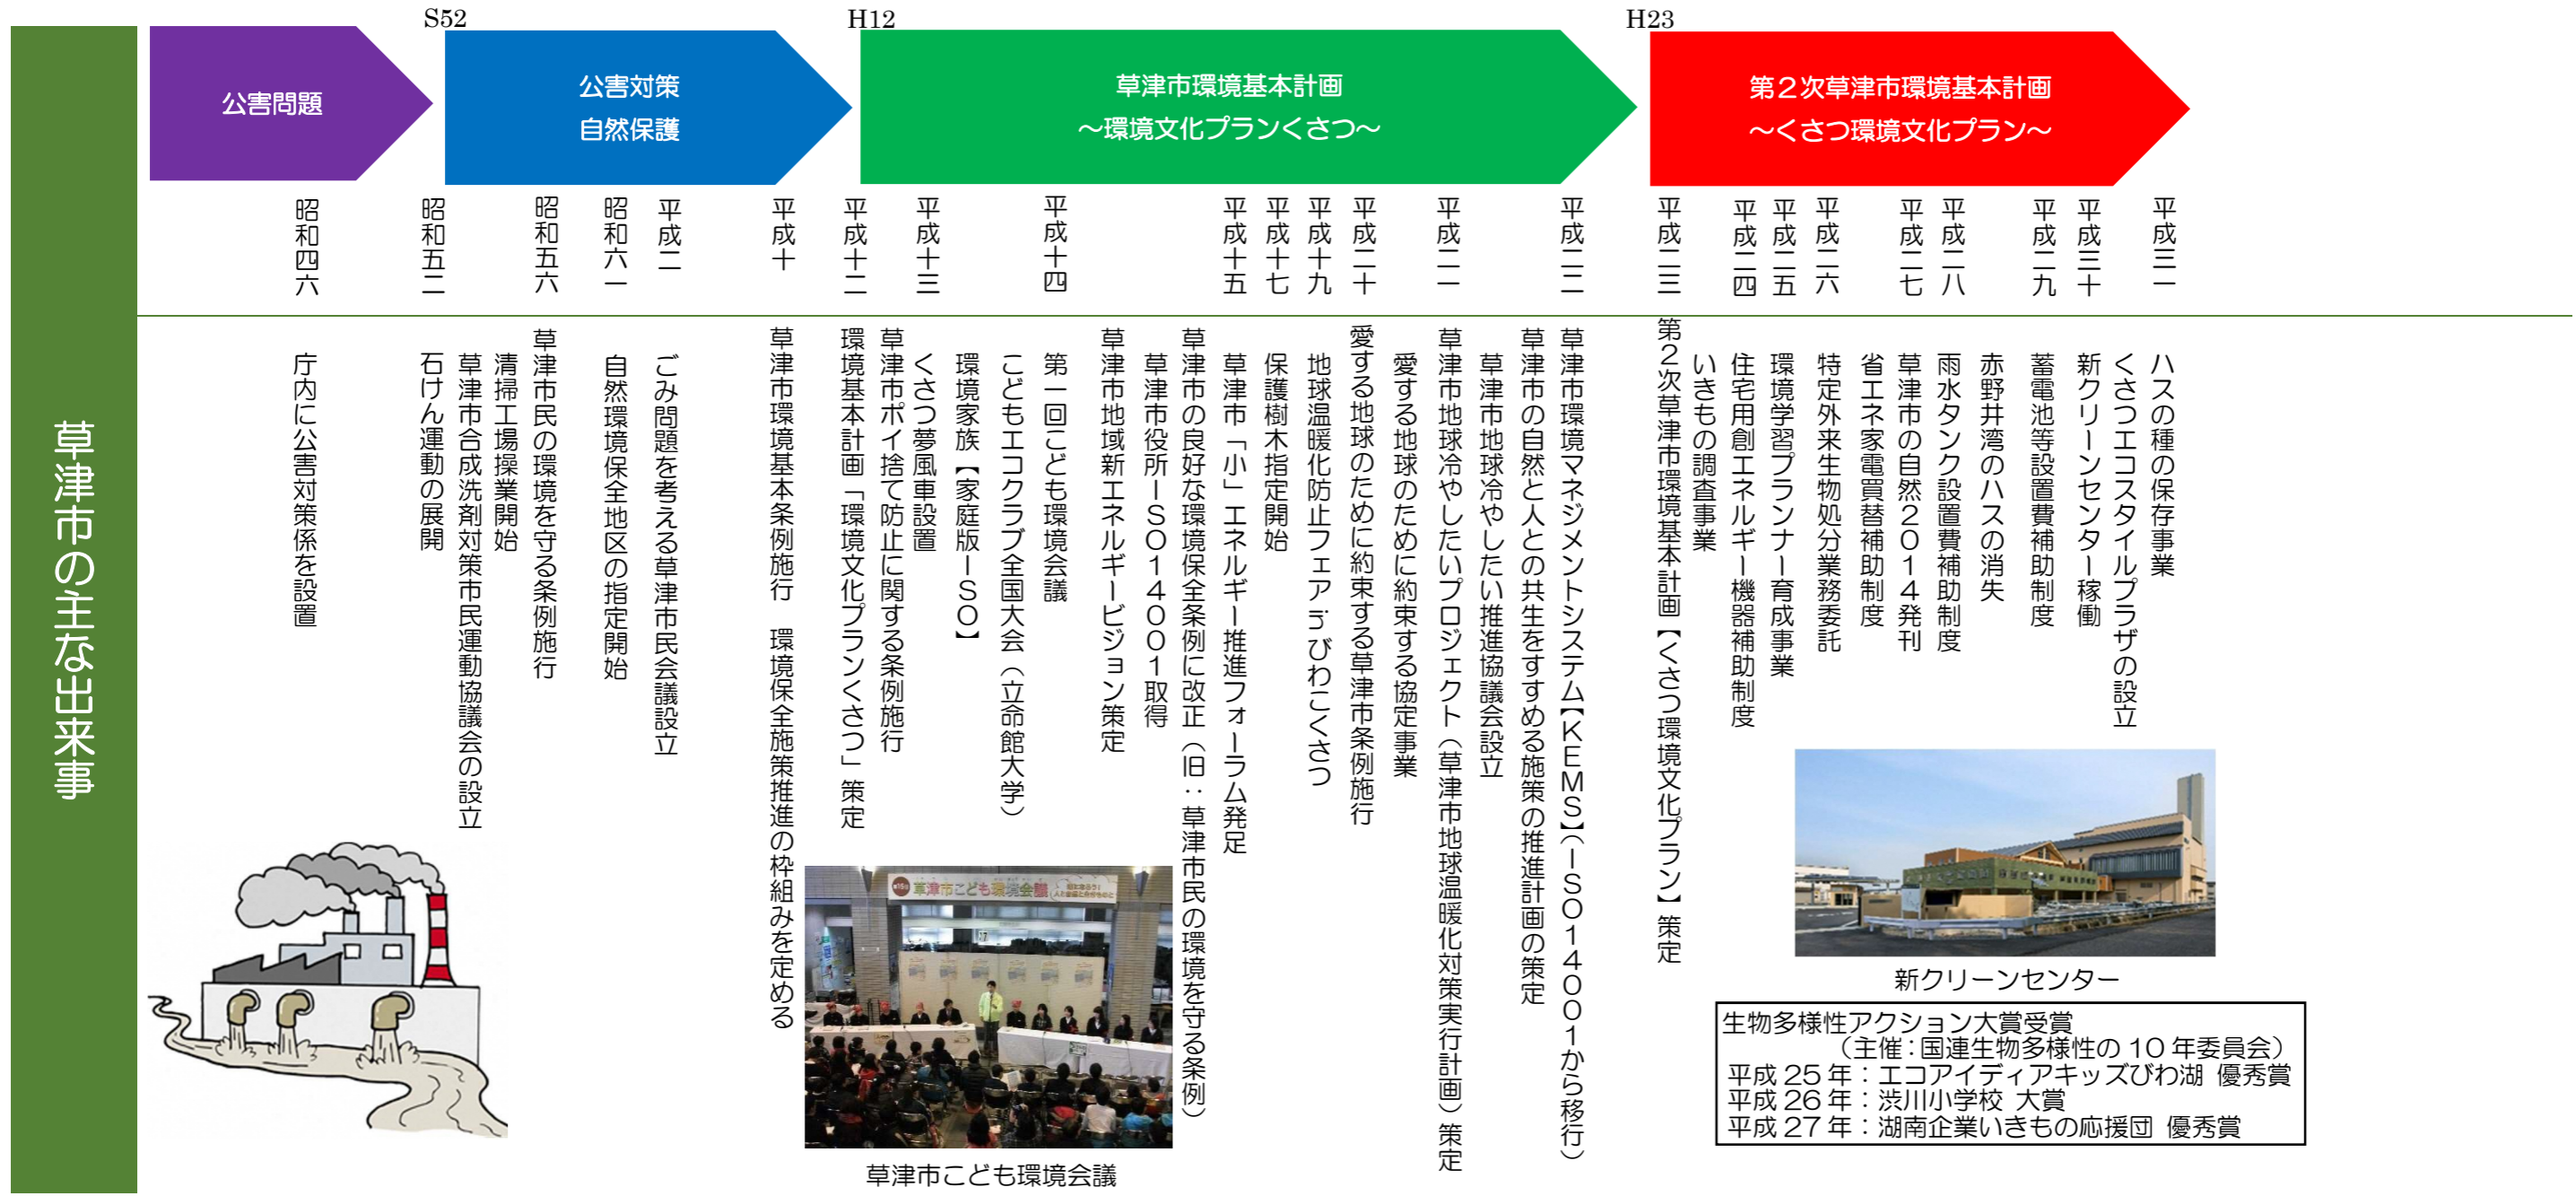 草津市の主な出来事
S52
H12
H23
公害問題
公害対策
自然保護
草津市環境基本計画
～環境文化プランくさつ～
第２次草津市環境基本計画
～くさつ環境文化プラン～
昭和四六
昭和五二
昭和五六
昭和六一
平成二
平成十
平成十二
平成十三
平成十四
平成十五
平成十七
平成十九
平成二十
平成二一
平成二二
平成二三
平成二四
平成二五
平成二六
平成二七
平成二八
平成二九
平成三十
平成三一
庁内に公害対策係を設置
石けん運動の展開
草津市合成洗剤対策市民運動協議会の設立
清掃工場操業開始
草津市民の環境を守る条例施行
自然環境保全地区の指定開始
ごみ問題を考える草津市民会議設立
草津市環境基本条例施行　環境保全施策推進の枠組みを定める
環境基本計画「環境文化プランくさつ」策定
草津市ポイ捨て防止に関する条例施行
くさつ夢風車設置
環境家族【家庭版ＩＳＯ】
こどもエコクラブ全国大会（立命館大学）
第一回こども環境会議
草津市地域新エネルギービジョン策定
草津市役所ＩＳＯ１４００１取得
草津市の良好な環境保全条例に改正（旧：草津市民の環境を守る条例）
草津市「小」エネルギー推進フォーラム発足
保護樹木指定開始
地球温暖化防止フェア in びわこくさつ
愛する地球のために約束する草津市条例施行
愛する地球のために約束する協定事業
草津市地球冷やしたいプロジェクト（草津市地球温暖化対策実行計画）策定
草津市地球冷やしたい推進協議会設立
草津市の自然と人との共生をすすめる施策の推進計画の策定
草津市環境マネジメントシステム【ＫＥＭＳ】（ＩＳＯ１４００１から移行）
第２次草津市環境基本計画【くさつ環境文化プラン】策定
いきもの調査事業
住宅用創エネルギー機器補助制度
環境学習プランナー育成事業
特定外来生物処分業務委託
省エネ家電買替補助制度
草津市の自然２０１４発刊
雨水タンク設置費補助制度
赤野井湾のハスの消失
蓄電池等設置費補助制度
新クリーンセンター稼働
くさつエコスタイルプラザの設立
ハスの種の保存事業
草津市こども環境会議
草津市こども環境会議
新クリーンセンター
生物多様性アクション大賞受賞
（主催：国連生物多様性の 10 年委員会）
平成 25 年：エコアイディアキッズびわ湖 優秀賞
平成 26 年：渋川小学校 大賞
平成 27 年：湖南企業いきもの応援団 優秀賞